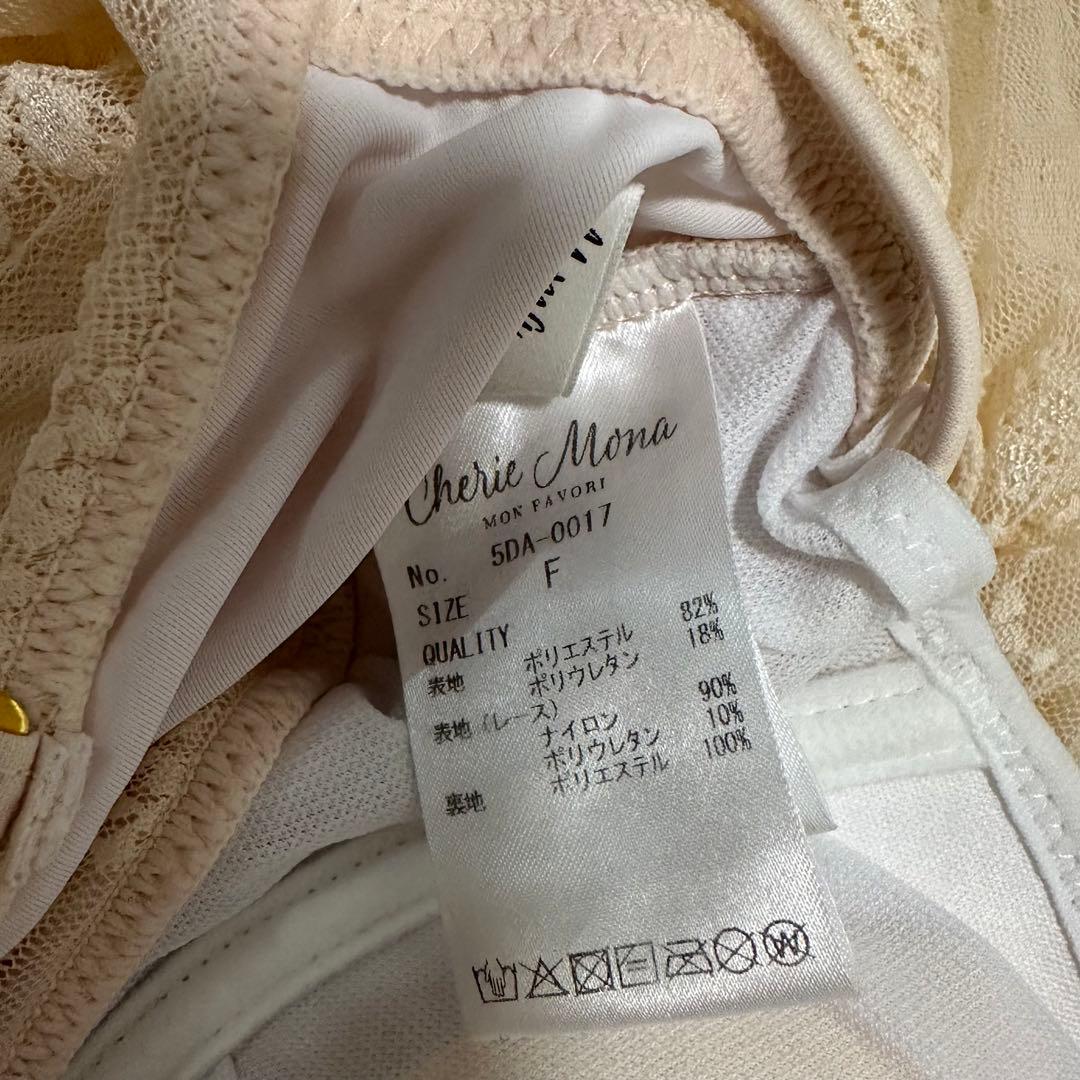 Cherie Mona
MON FAVORI
No. 5DA-0017
SIZE F
QUALITY
表地 ポリエステル 82%
ポリウレタン 18%
表地(レース)
ナイロン 90%
ポリウレタン 10%
裏地 ポリエステル 100%